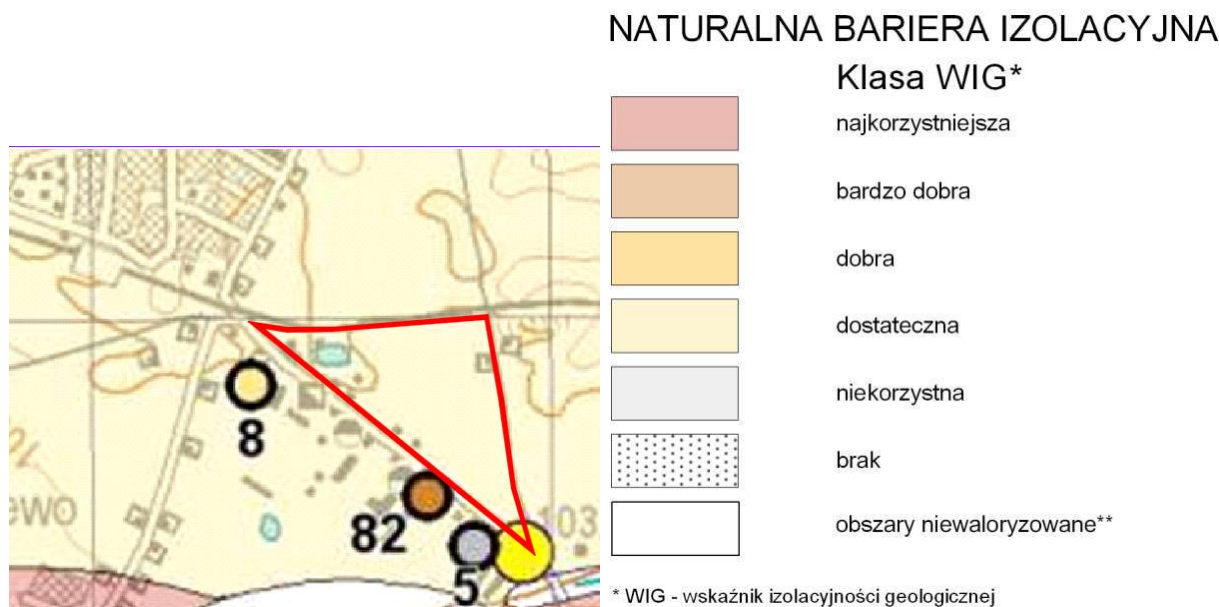 NATURALNA BARIERA IZOLACYJNA
Klasa WIG*
najkorzystniejsza
bardzo dobra
dobra
dostateczna
niekorzystna
brak
obszary niewaloryzowane**
* WIG - wskaźnik izolacyjności geologicznej
8
82
5
ewo
103